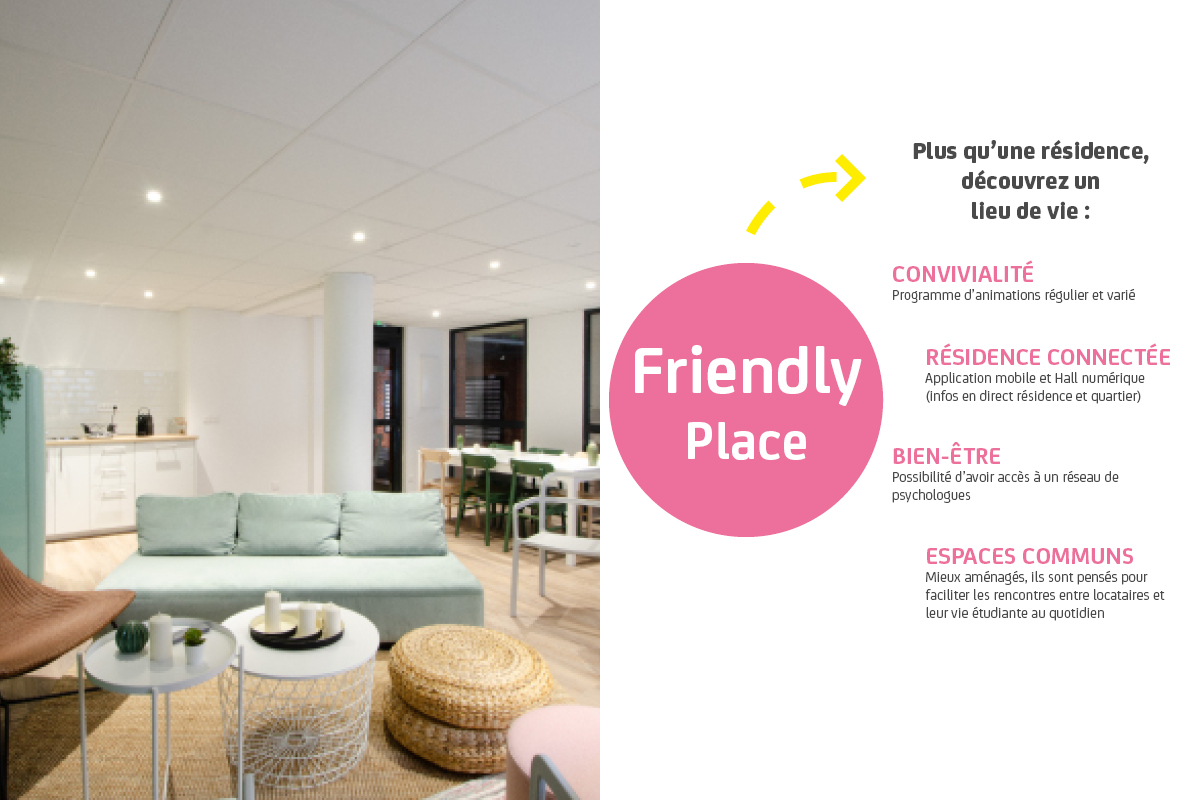 Plus qu’une résidence,
découvrez un
lieu de vie :
Friendly
Place
CONVIVIALITÉ
Programme d’animations régulier et varié
RÉSIDENCE CONNECTÉE
Application mobile et Hall numérique
(infos en direct résidence et quartier)
BIEN-ÊTRE
Possibilité d’avoir accès à un réseau de
psychologues
ESPACES COMMUNS
Mieux aménagés, ils sont pensés pour
faciliter les rencontres entre locataires et
leur vie étudiante au quotidien